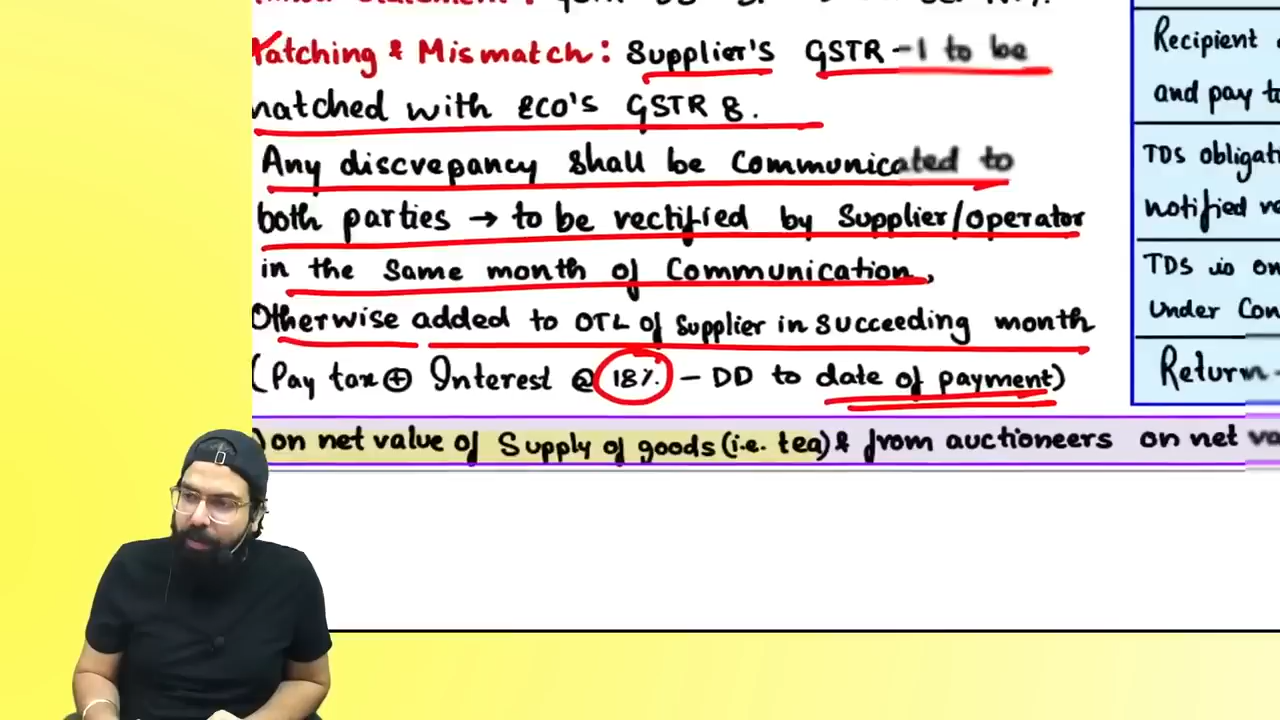 Matching & Mismatch: Supplier's GSTR-1 to be
matched with ECO'S GSTR 8.
Any discrepancy shall be Communicated to
both parties → to be rectified by Supplier/operator
in the same month of Communication,
Otherwise added to OTL of Supplier in succeeding month
(Pay tax ⊕ Interest @ 18% - DD to date of payment)
) on net value of Supply of goods (i.e. tea) & from auctioneers on net
Recipient
and pay
TDS
notified
TDS is
Under
Return